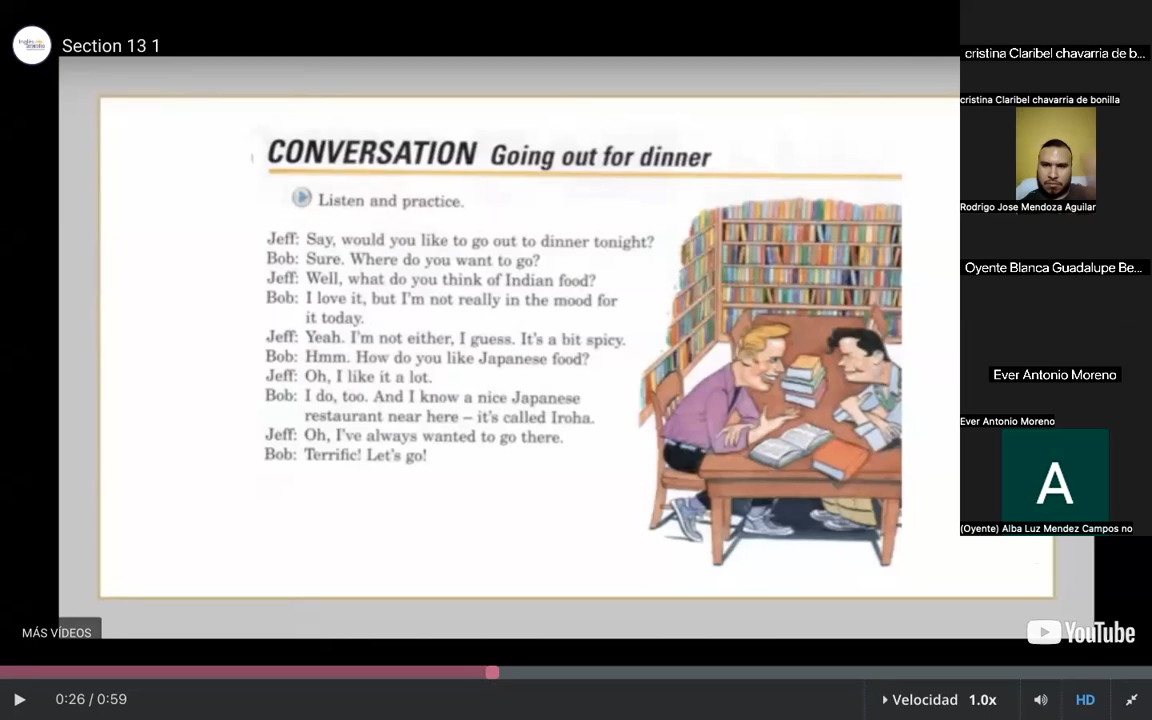 Section 13 1
CONVERSATION Going out for dinner
Listen and practice.
Jeff: Say, would you like to go out to dinner tonight?
Bob: Sure. Where do you want to go?
Jeff: Well, what do you think of Indian food?
Bob: I love it, but I'm not really in the mood for
it today.
Jeff: Yeah. I'm not either, I guess. It's a bit spicy.
Bob: Hmm. How do you like Japanese food?
Jeff: Oh, I like it a lot.
Bob: I do, too. And I know a nice Japanese
restaurant near here – it's called Iroha.
Jeff: Oh, I've always wanted to go there.
Bob: Terrific! Let's go!
cristina Claribel chavarria de b...
cristina Claribel chavarria de bonilla
Rodrigo Jose Mendoza Aguilar
Oyente Blanca Guadalupe Be...
Ever Antonio Moreno
Ever Antonio Moreno
A
(Oyente) Alba Luz Mendez Campos no
MÁS VÍDEOS
YouTube
0:26 / 0:59
Velocidad 1.0x
HD